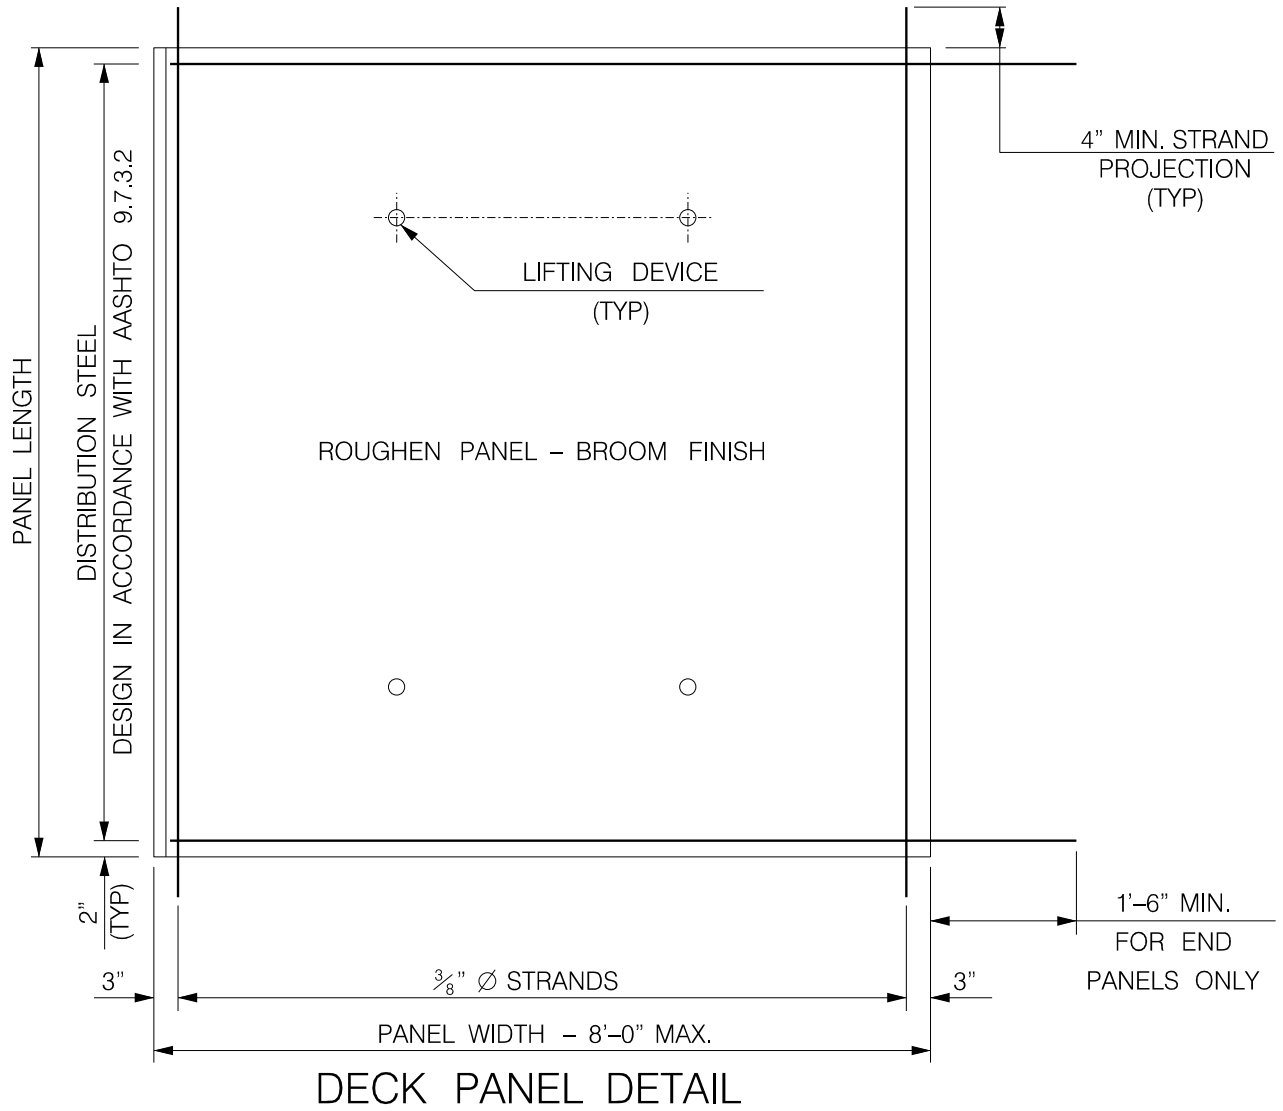 4” MIN. STRAND
PROJECTION
(TYP)
LIFTING DEVICE
(TYP)
PANEL LENGTH
DISTRIBUTION STEEL
DESIGN IN ACCORDANCE WITH AASHTO 9.7.3.2
ROUGHEN PANEL – BROOM FINISH
2”
(TYP)
1’–6” MIN.
FOR END
PANELS ONLY
3”
⅜” Ø STRANDS
3”
PANEL WIDTH – 8’–0” MAX.
DECK PANEL DETAIL